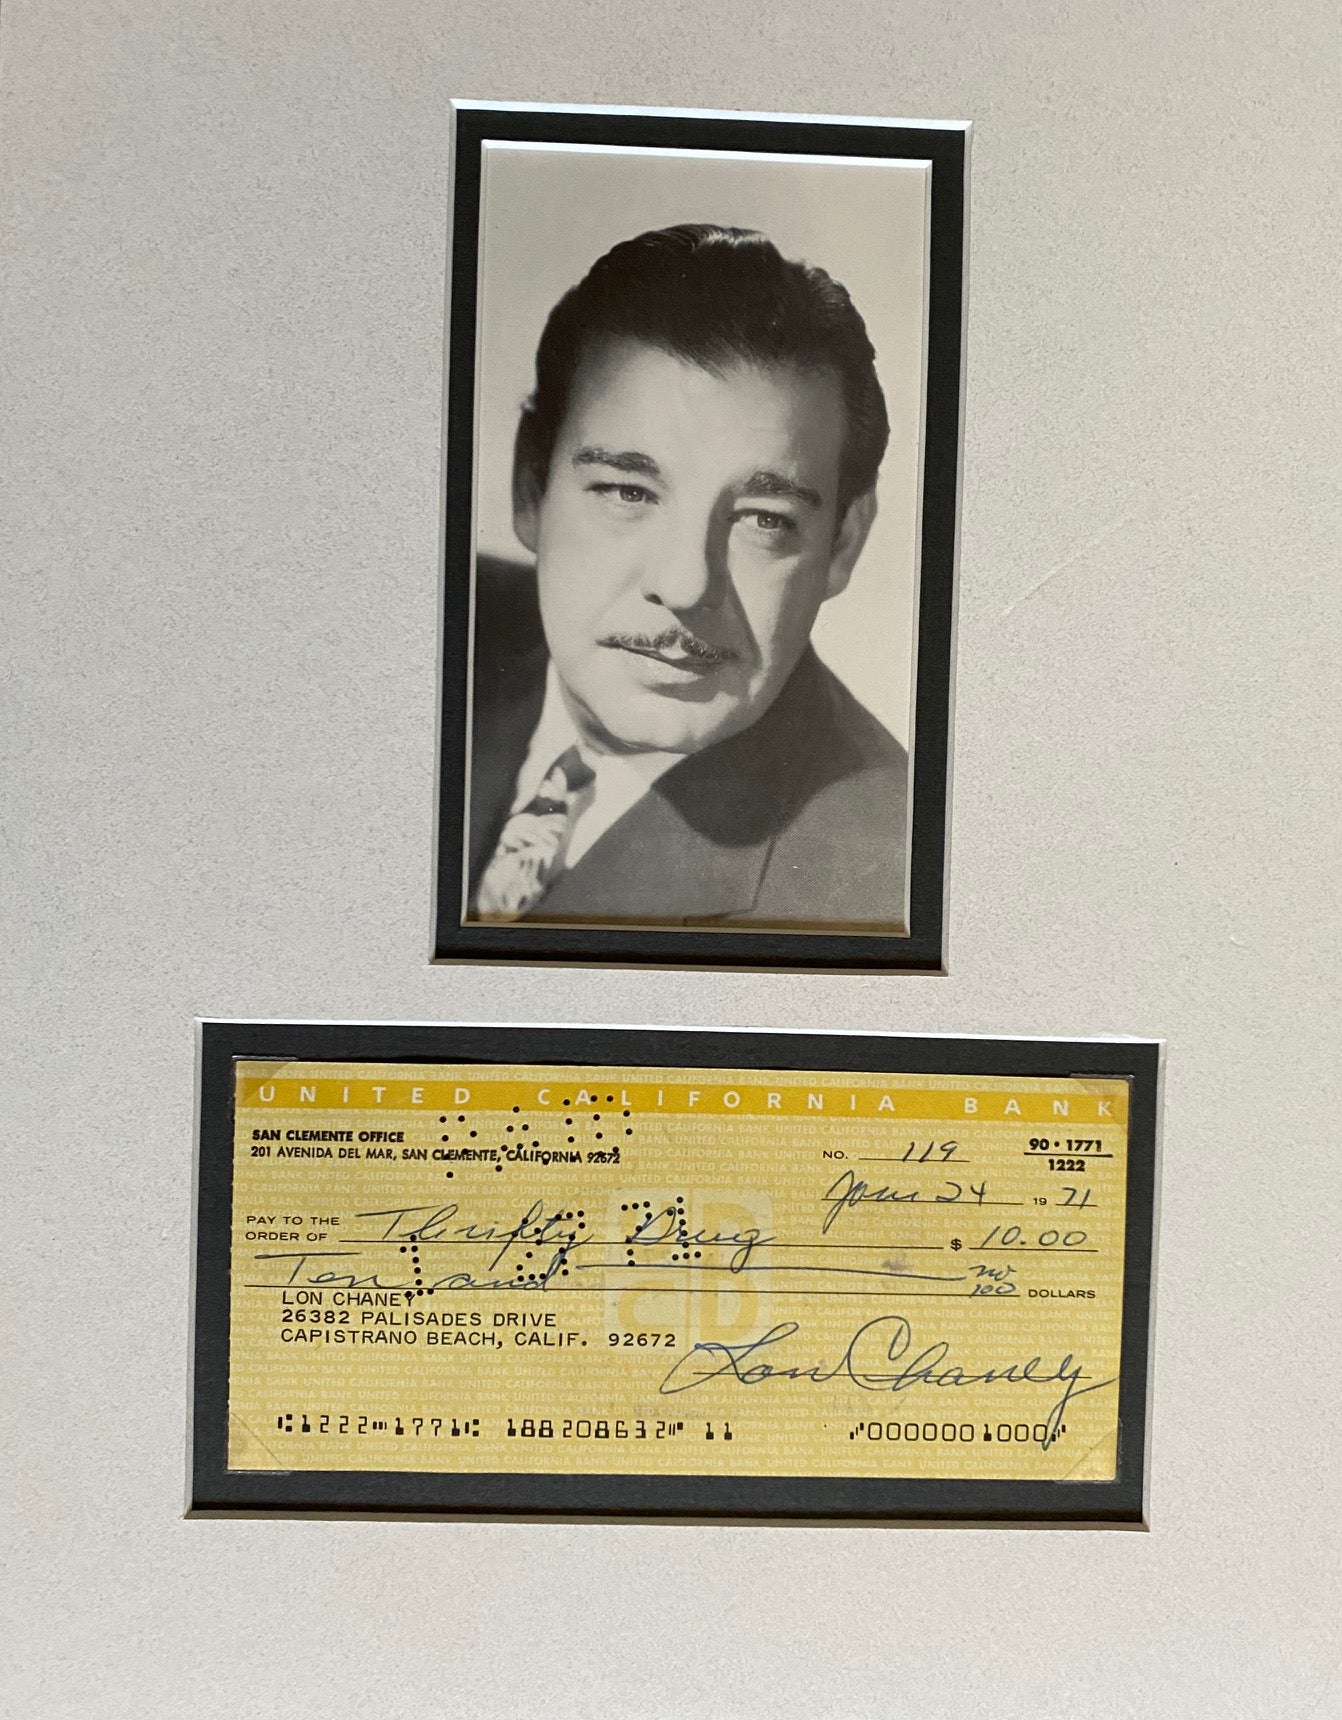 UNITED CALIFORNIA BANK
SAN CLEMENTE OFFICE
201 AVENIDA DEL MAR, SAN CLEMENTE, CALIFORNIA 92672
NO. 119
90 • 1771
1222
24 19 71
PAY TO THE
ORDER OF Thrifty Drug $ 10.00
Ten and no/100 DOLLARS
LON CHANEY
26382 PALISADES DRIVE
CAPISTRANO BEACH, CALIF. 92672
Lon Chaney
⑆1222⑉1771⑆ 188208632⑈ 11 ⑇0000001000⑇